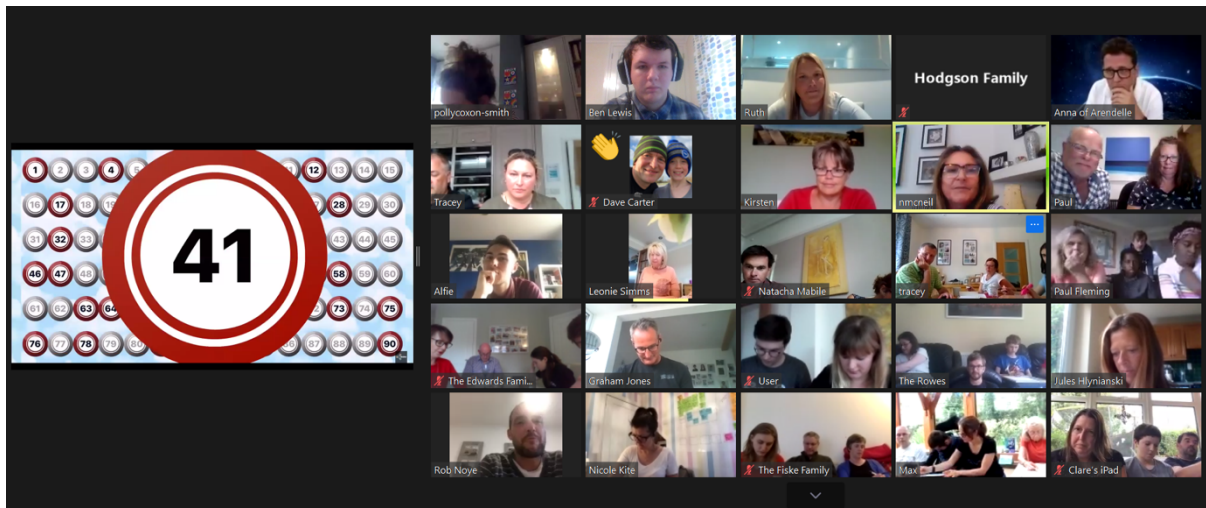 1 2 3 4 5 12 13 14 15
16 17 18 19 28 29 30
31 32 33 43 44 45
46 47 48 58 59 60
61 62 63 64 73 74 75
76 77 78 79 86 87 88 89 90
41
pollycoxon-smith
Ben Lewis
Ruth
Hodgson Family
Anna of Arendelle
Tracey
Dave Carter
Kirsten
nmcneil
Paul
Alfie
Leonie Simms
Natacha Mabile
tracey
Paul Fleming
The Edwards Fami...
Graham Jones
User
The Rowes
Jules Hlynianski
Rob Noye
Nicole Kite
The Fiske Family
Max
Clare's iPad